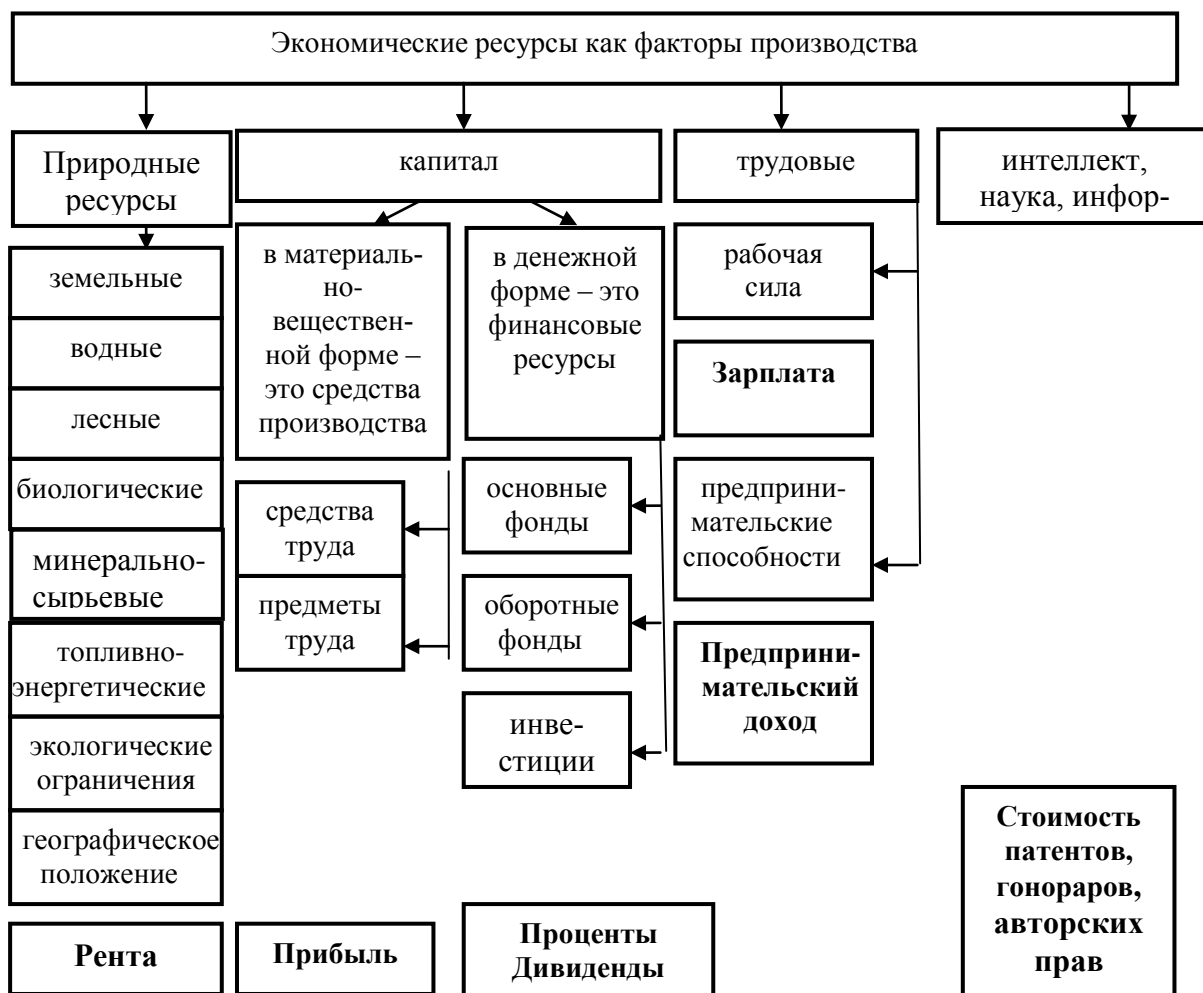 Экономические ресурсы как факторы производства
Природные
ресурсы
капитал
трудовые
интеллект,
наука, инфор-
земельные
водные
лесные
биологические
минерально-
сырьевые
топливно-
энергетические
экологические
ограничения
географическое
положение
Рента
в материаль-
но-
вещественн-
ной форме –
это средства
производства
средства
труда
предметы
труда
Прибыль
в денежной
форме – это
финансовые
ресурсы
основные
фонды
оборотные
фонды
инве-
стиции
Проценты
Дивиденды
рабочая
сила
Зарплата
предприни-
мательские
способности
Предприни-
мательский
доход
Стоимость
патентов,
гонораров,
авторских
прав